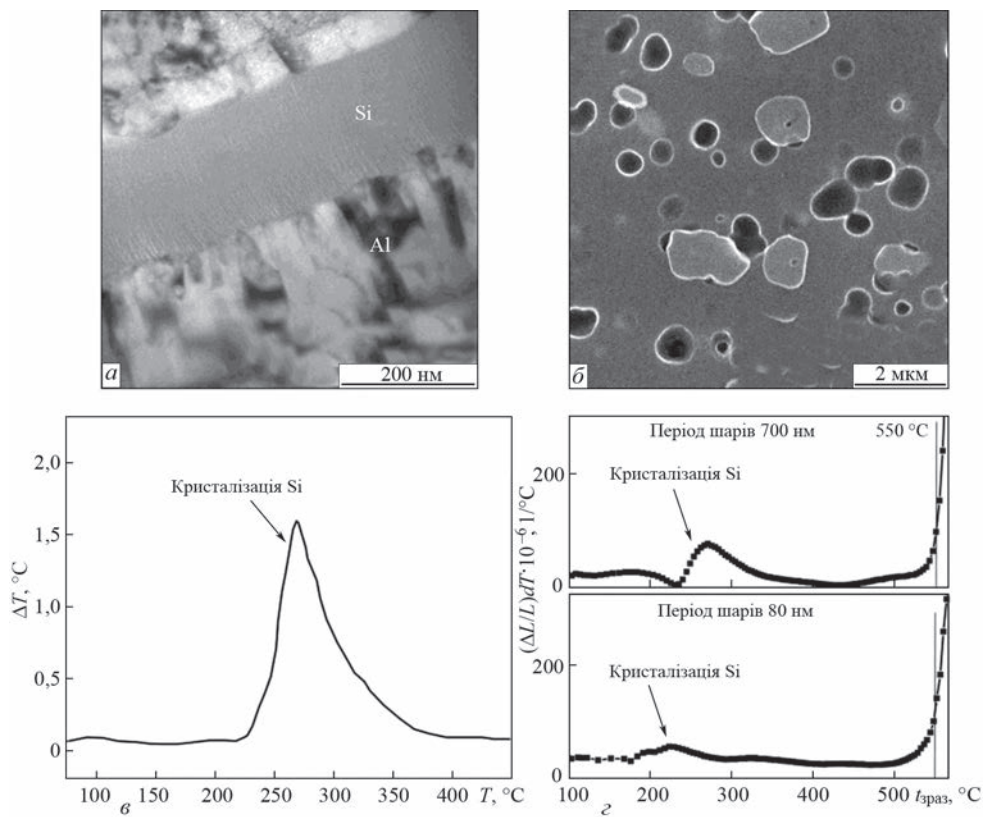 Si
Al
а
200 нм
б
2 мкм
2,0
1,5
1,0
0,5
0
ΔT, °C
Кристалізація Si
100
в
150
200
250
300
350
400
T, °C
Період шарів 700 нм
550 °C
200
0
Кристалізація Si
Період шарів 80 нм
200
0
Кристалізація Si
(ΔL/L)dT·10⁻⁶, 1/°C
100
г
200
300
400
500
tзраз, °C